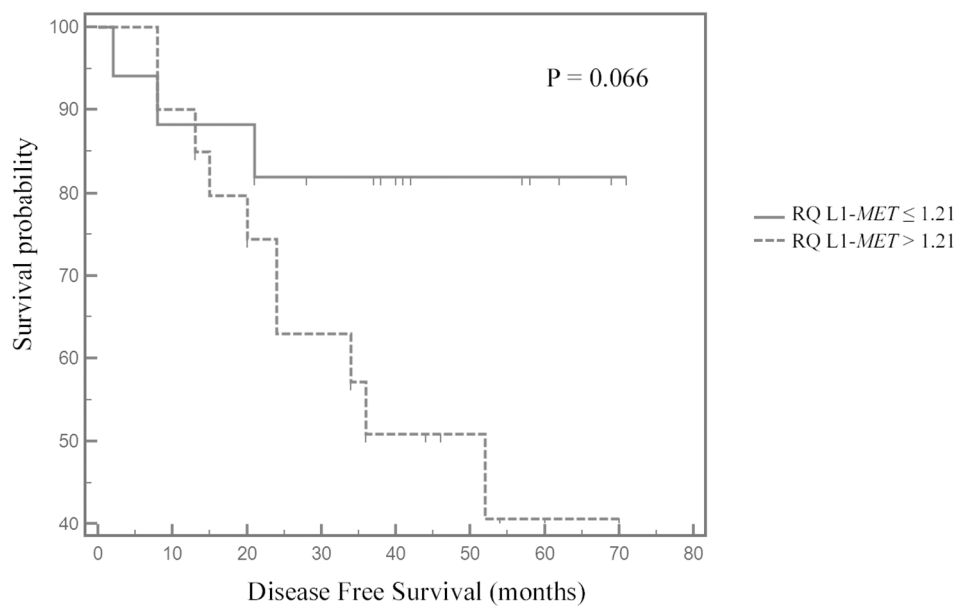 100
90
80
70
60
50
40
Survival probability
P = 0.066
RQ L1-MET ≤ 1.21
RQ L1-MET > 1.21
0 10 20 30 40 50 60 70 80
Disease Free Survival (months)